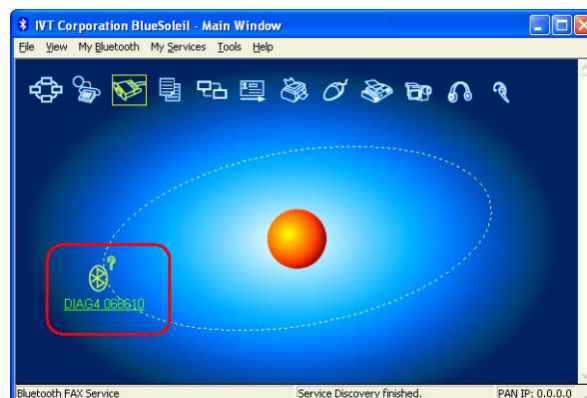 IVT Corporation BlueSoleil - Main Window
File View My Bluetooth My Services Tools Help
?
DIAG4 066610
Bluetooth FAX Service Service Discovery finished. PAN IP: 0.0.0.0